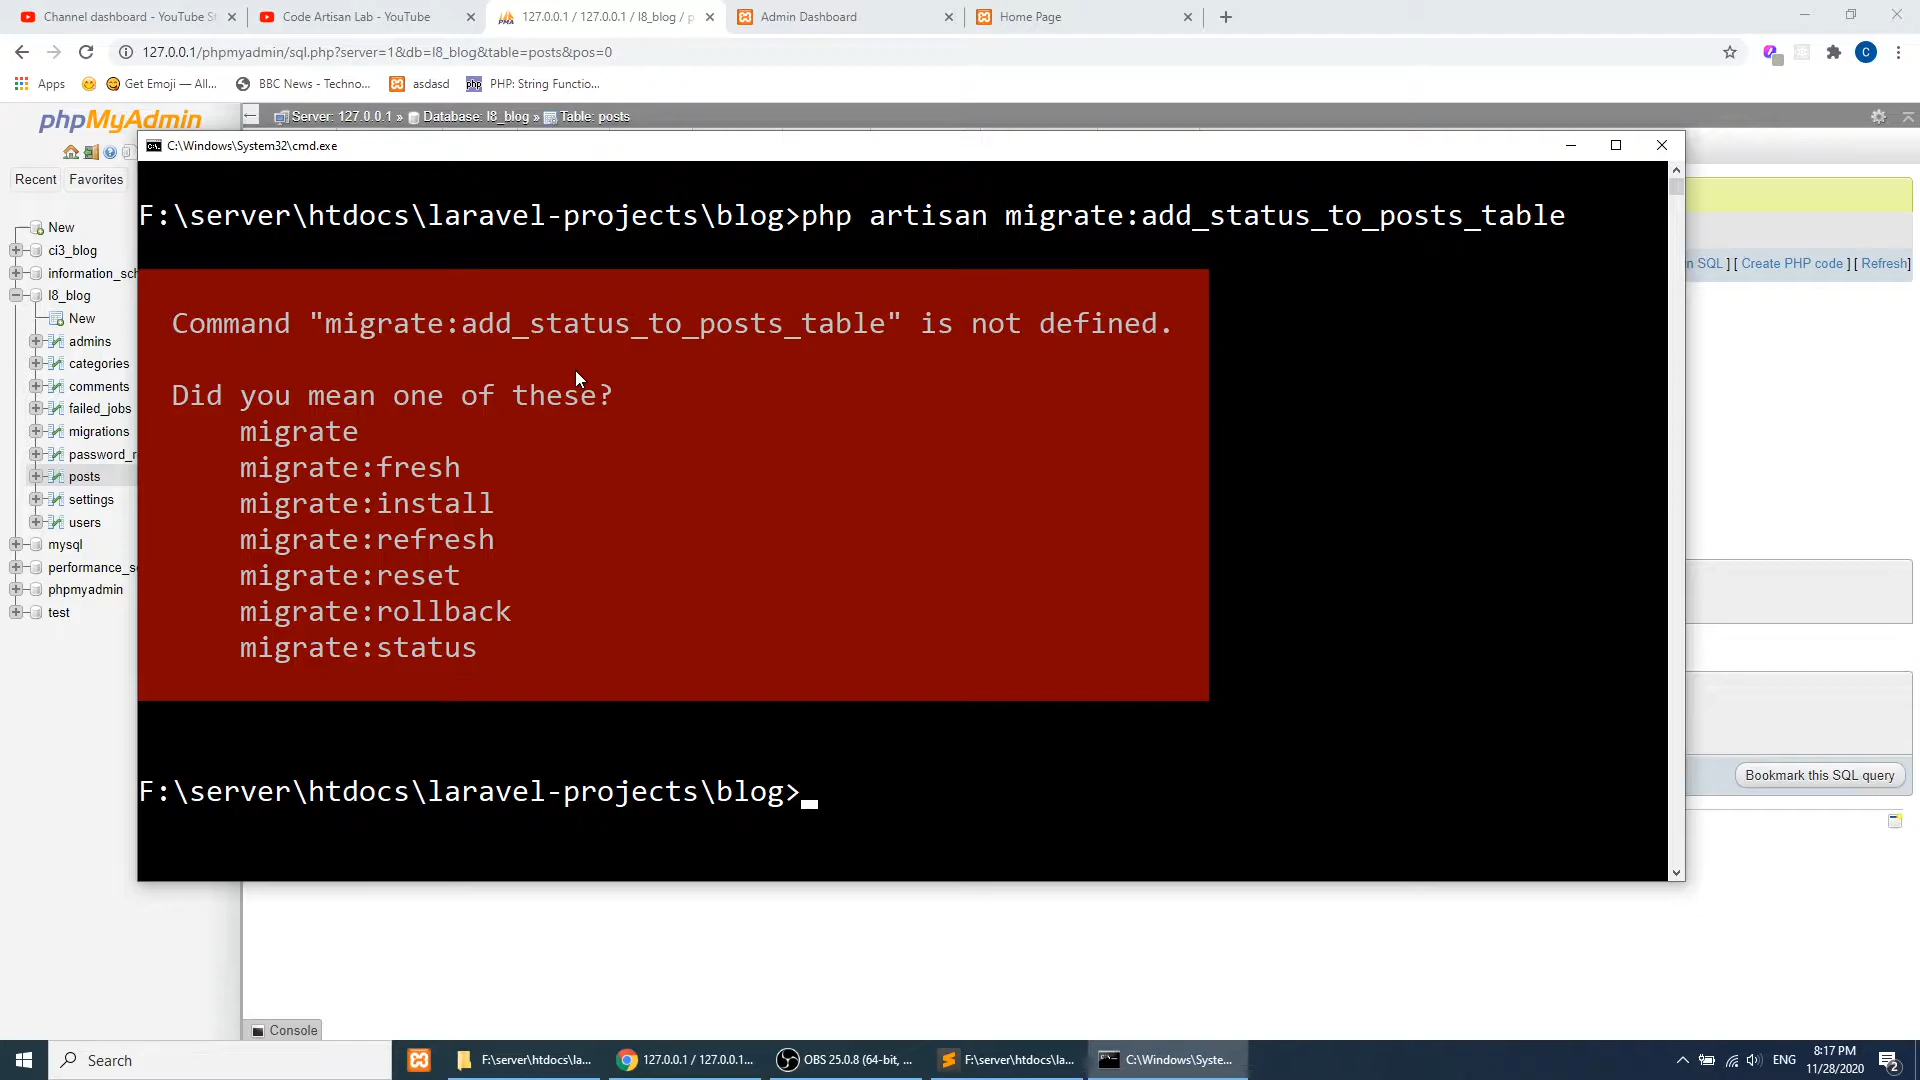 Channel dashboard - YouTube St
Code Artisan Lab - YouTube
127.0.0.1 / 127.0.0.1 / l8_blog / p
Admin Dashboard
Home Page
127.0.0.1/phpmyadmin/sql.php?server=1&db=l8_blog&table=posts&pos=0
C
Apps
Get Emoji — All...
BBC News - Techno...
asdasd
php
PHP: String Functio...
phpMyAdmin
Server: 127.0.0.1 » Database: l8_blog » Table: posts
C:\Windows\System32\cmd.exe
Recent
Favorites
New
ci3_blog
information_sch
l8_blog
New
admins
categories
comments
failed_jobs
migrations
password_r
posts
settings
users
mysql
performance_s
phpmyadmin
test
F:\server\htdocs\laravel-projects\blog>php artisan migrate:add_status_to_posts_table
Command "migrate:add_status_to_posts_table" is not defined.
Did you mean one of these?
migrate
migrate:fresh
migrate:install
migrate:refresh
migrate:reset
migrate:rollback
migrate:status
F:\server\htdocs\laravel-projects\blog>
n SQL ] [ Create PHP code ] [ Refresh]
Bookmark this SQL query
Console
Search
F:\server\htdocs\la...
127.0.0.1 / 127.0.0....
OBS 25.0.8 (64-bit, ...
F:\server\htdocs\la...
C:\Windows\Syste...
ENG
8:17 PM
11/28/2020
2